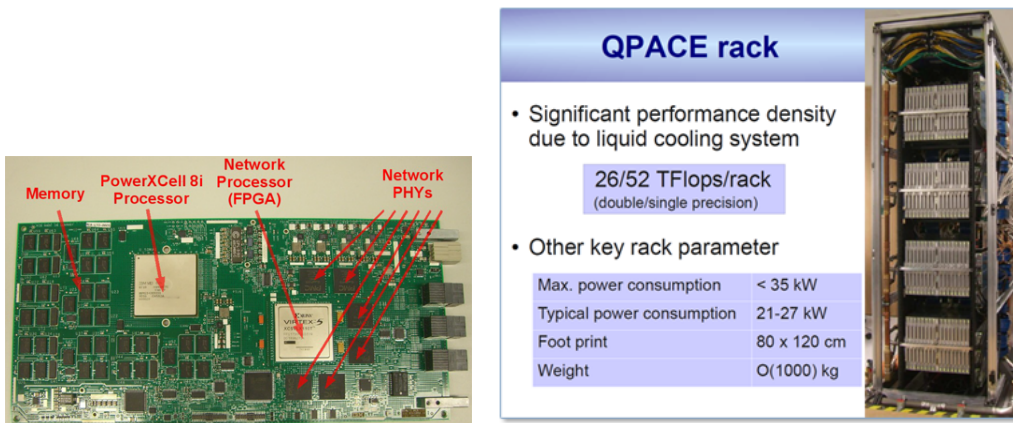 Memory
PowerXCell 8i
Processor
Network
Processor
(FPGA)
Network
PHYs
VIRTEX-5
QPACE rack
• Significant performance density
due to liquid cooling system
26/52 TFlops/rack
(double/single precision)
• Other key rack parameter
Max. power consumption < 35 kW
Typical power consumption 21-27 kW
Foot print 80 x 120 cm
Weight O(1000) kg